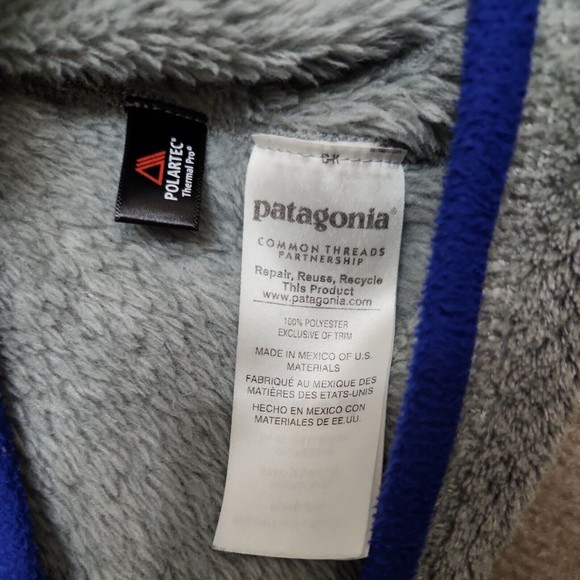 POLARTEC®
Thermal Pro®
patagonia®
COMMON THREADS
PARTNERSHIP
Repair, Reuse, Recycle
This Product
www.patagonia.com
100% POLYESTER
EXCLUSIVE OF TRIM
MADE IN MEXICO OF U.S.
MATERIALS
FABRIQUÉ AU MEXIQUE DES
MATIÈRES DES ETATS-UNIS
HECHO EN MEXICO CON
MATERIALES DE EE.UU.